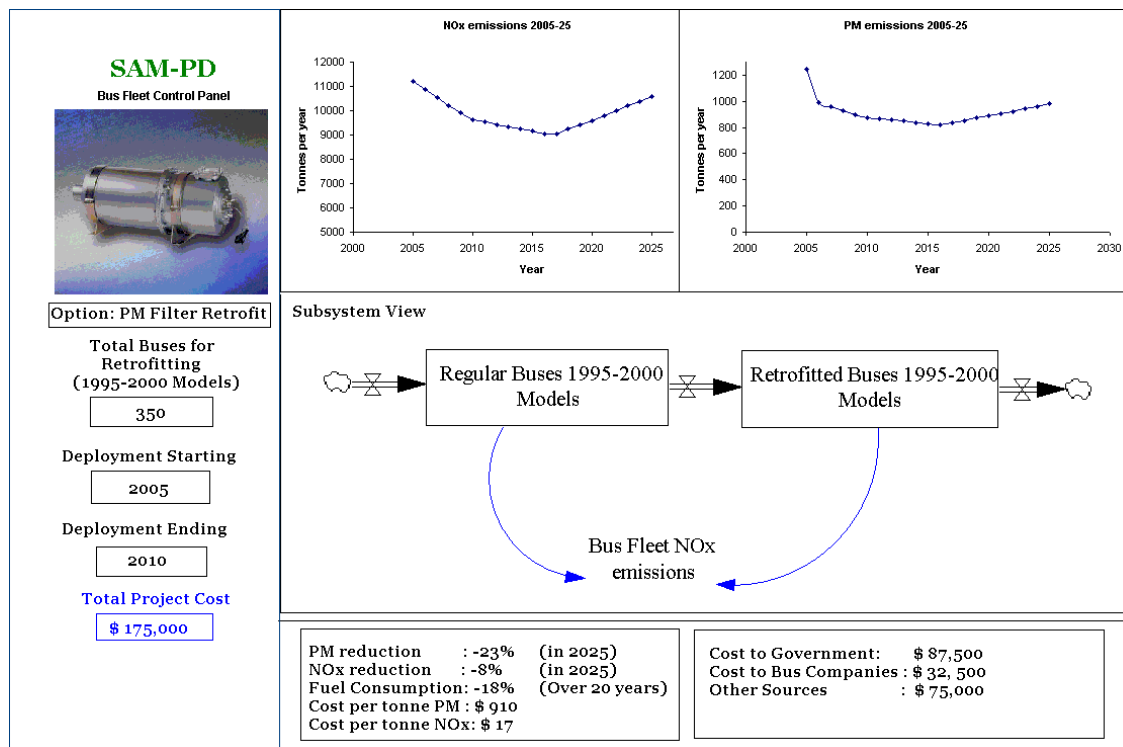 SAM-PD
Bus Fleet Control Panel
Option: PM Filter Retrofit
Total Buses for
Retrofitting
(1995-2000 Models)
350
Deployment Starting
2005
Deployment Ending
2010
Total Project Cost
$ 175,000
NOx emissions 2005-25
Tonnes per year
12000
11000
10000
9000
8000
7000
6000
5000
2000 2005 2010 2015 2020 2025
Year
PM emissions 2005-25
Tonnes per year
1200
1000
800
600
400
200
0
2000 2005 2010 2015 2020 2025 2030
Year
Subsystem View
Regular Buses 1995-2000
Models
Retrofitted Buses 1995-2000
Models
Bus Fleet NOx
emissions
PM reduction : -23% (in 2025)
NOx reduction : -8% (in 2025)
Fuel Consumption: -18% (Over 20 years)
Cost per tonne PM : $ 910
Cost per tonne NOx: $ 17
Cost to Government: $ 87,500
Cost to Bus Companies : $ 32, 500
Other Sources : $ 75,000